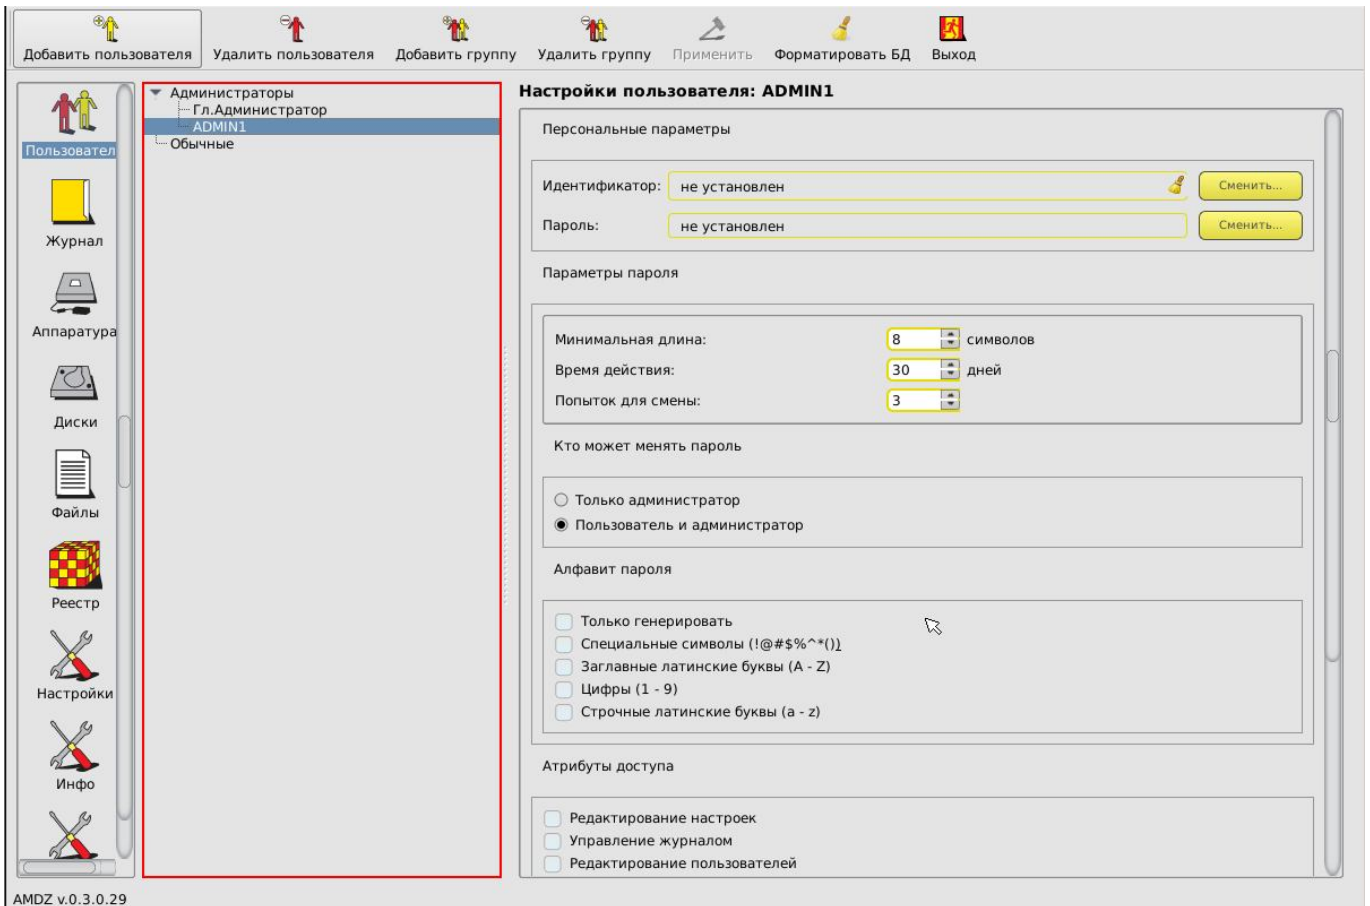 Добавить пользователя
Удалить пользователя
Добавить группу
Удалить группу
Применить
Форматировать БД
Выход
Пользовател
Журнал
Аппаратура
Диски
Файлы
Реестр
Настройки
Инфо
Администраторы
Гл.Администратор
ADMIN1
Обычные
Настройки пользователя: ADMIN1
Персональные параметры
Идентификатор: не установлен Сменить...
Пароль: не установлен Сменить...
Параметры пароля
Минимальная длина: 8 символов
Время действия: 30 дней
Попыток для смены: 3
Кто может менять пароль
Только администратор
Пользователь и администратор
Алфавит пароля
Только генерировать
Специальные символы (!@#$%^*())
Заглавные латинские буквы (A - Z)
Цифры (1 - 9)
Строчные латинские буквы (a - z)
Атрибуты доступа
Редактирование настроек
Управление журналом
Редактирование пользователей
AMDZ v.0.3.0.29